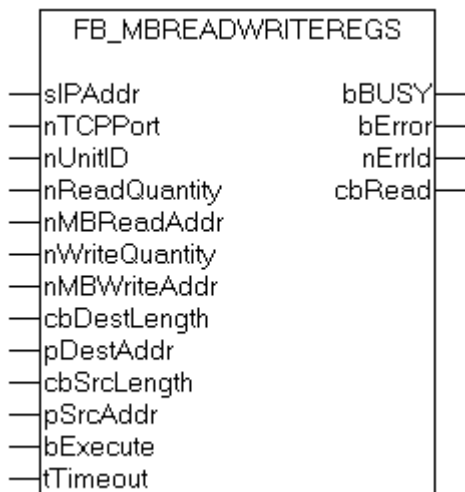 FB_MBREADWRITEREGS
sIPAddr bBUSY
nTCPPort bError
nUnitID nErrId
nReadQuantity cbRead
nMBReadAddr
nWriteQuantity
nMBWriteAddr
cbDestLength
pDestAddr
cbSrcLength
pSrcAddr
bExecute
tTimeout